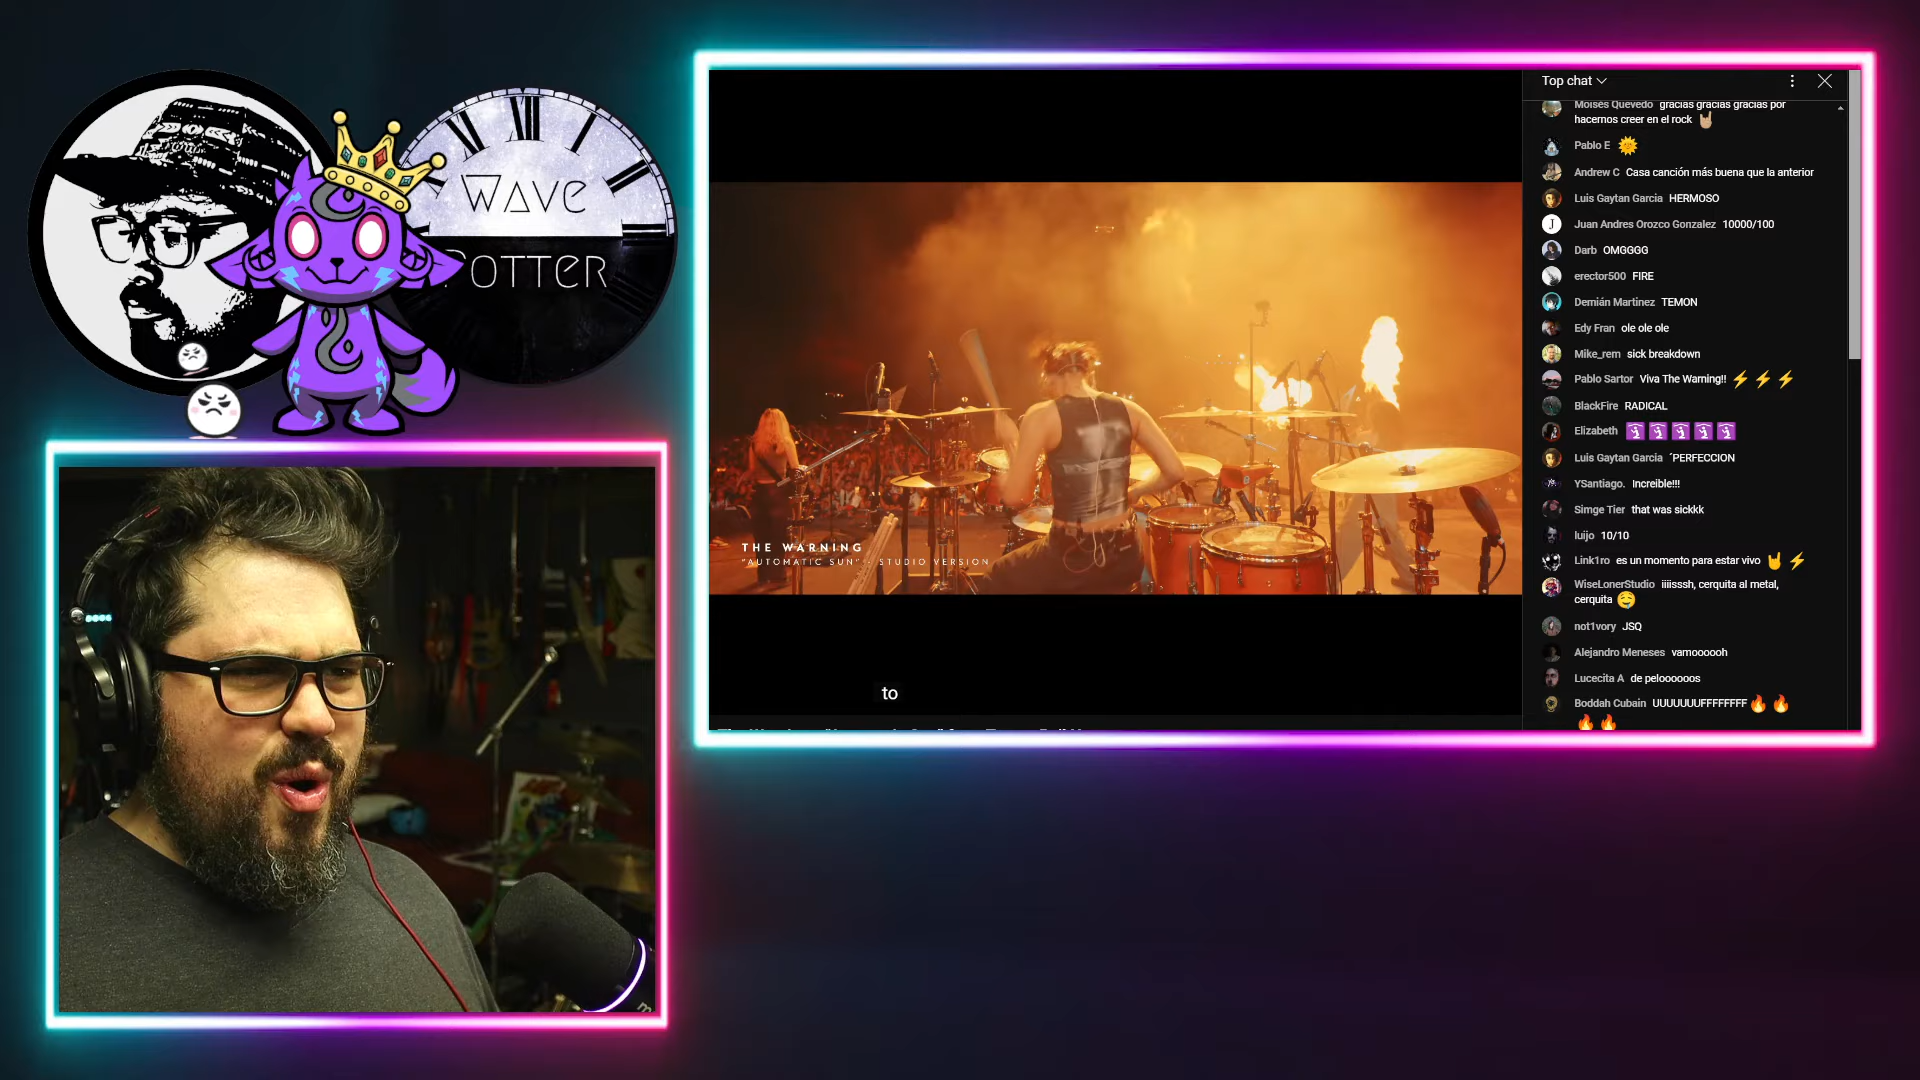 WAVE
POTTER
THE WARNING
"AUTOMATIC SUN" - STUDIO VERSION
to
Top chat
Moisés Quevedo gracias gracias gracias por
hacernos creer en el rock 🤘🏼
Pablo E 🌞
Andrew C Casa canción más buena que la anterior
Luis Gaytan Garcia HERMOSO
J Juan Andres Orozco Gonzalez 10000/100
Darb OMGGGG
erector500 FIRE
Demián Martinez TEMON
Edy Fran ole ole ole
Mike_rem sick breakdown
Pablo Sartor Viva The Warning!! ⚡⚡⚡
BlackFire RADICAL
Elizabeth 🛐🛐🛐🛐🛐
Luis Gaytan Garcia ´PERFECCION
YSantiago. Increible!!!
Simge Tier that was sickkk
luijo 10/10
Link1ro es un momento para estar vivo 🤘⚡
WiseLonerStudio iiiisssh, cerquita al metal,
cerquita 🤤
not1vory JSQ
Alejandro Meneses vamoooooh
Lucecita A de peloooooos
Boddah Cubain UUUUUUUFFFFFFFF🔥🔥
🔥🔥